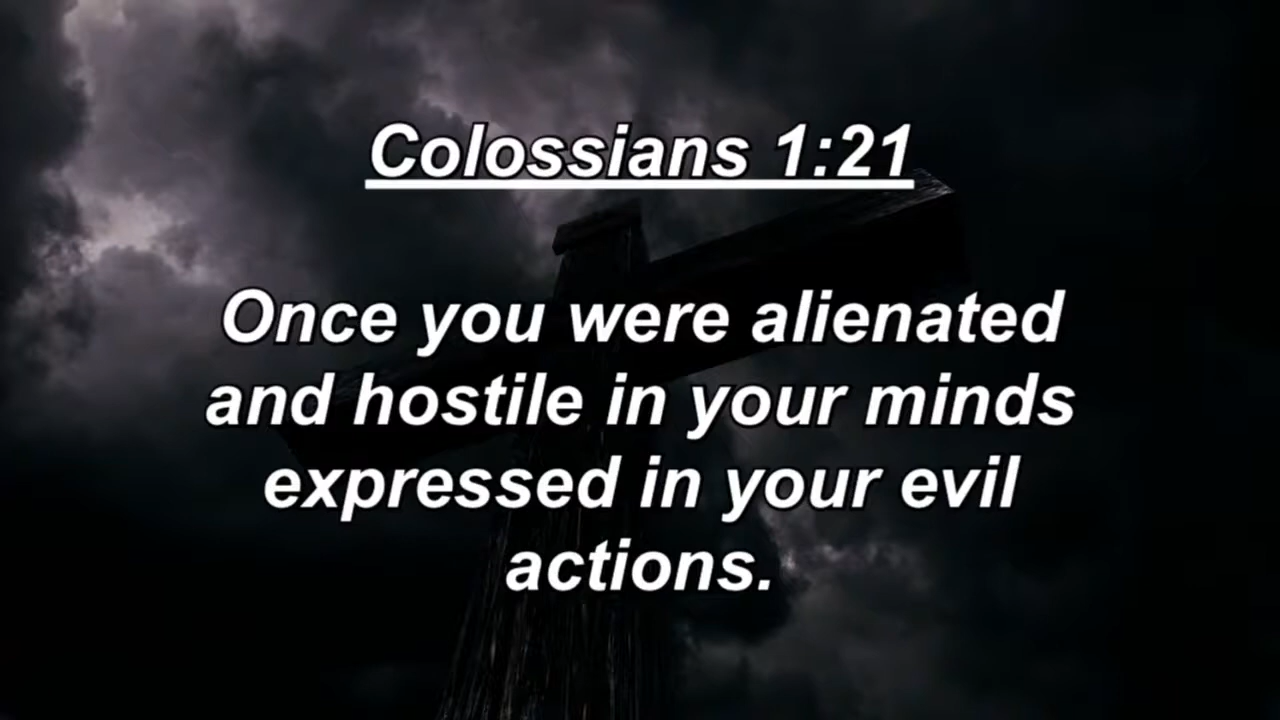 Colossians 1:21
Once you were alienated
and hostile in your minds
expressed in your evil
actions.